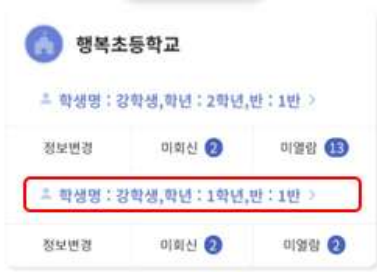 행복초등학교
학생명 : 강학생,학년 : 2학년,반 : 1반 >
정보변경 미회신 2 미열람 13
학생명 : 강학생,학년 : 1학년,반 : 1반 >
정보변경 미회신 2 미열람 2